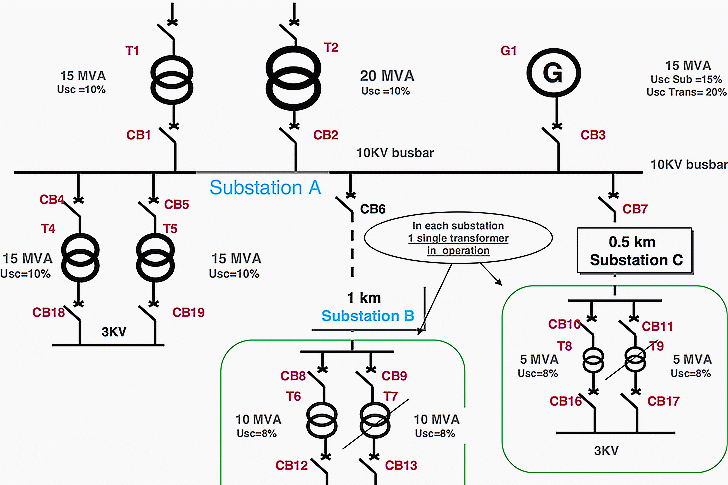 T1
T2
G1
15 MVA
Usc =10%
20 MVA
Usc =10%
G
15 MVA
Usc Sub =15%
Usc Trans= 20%
CB1
CB2
CB3
10KV busbar
10KV busbar
Substation A
CB4
CB5
CB6
CB7
T4
T5
In each substation
1 single transformer
in operation
15 MVA
Usc=10%
15 MVA
Usc=10%
0.5 km
Substation C
CB18
CB19
3KV
1 km
Substation B
CB10
CB11
T8
T9
5 MVA
Usc=8%
5 MVA
Usc=8%
CB8
CB9
T6
T7
CB16
CB17
10 MVA
Usc=8%
10 MVA
Usc=8%
3KV
CB12
CB13